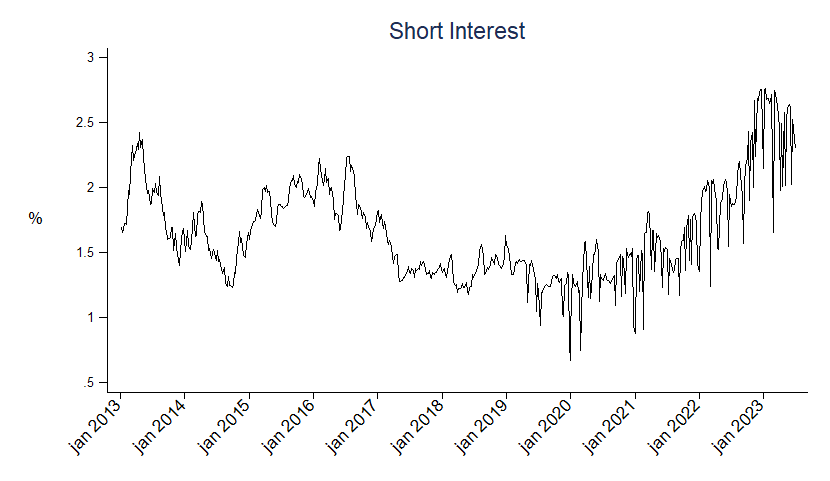 Short Interest
3
2.5
2
1.5
1
.5
%
jan 2013
jan 2014
jan 2015
jan 2016
jan 2017
jan 2018
jan 2019
jan 2020
jan 2021
jan 2022
jan 2023